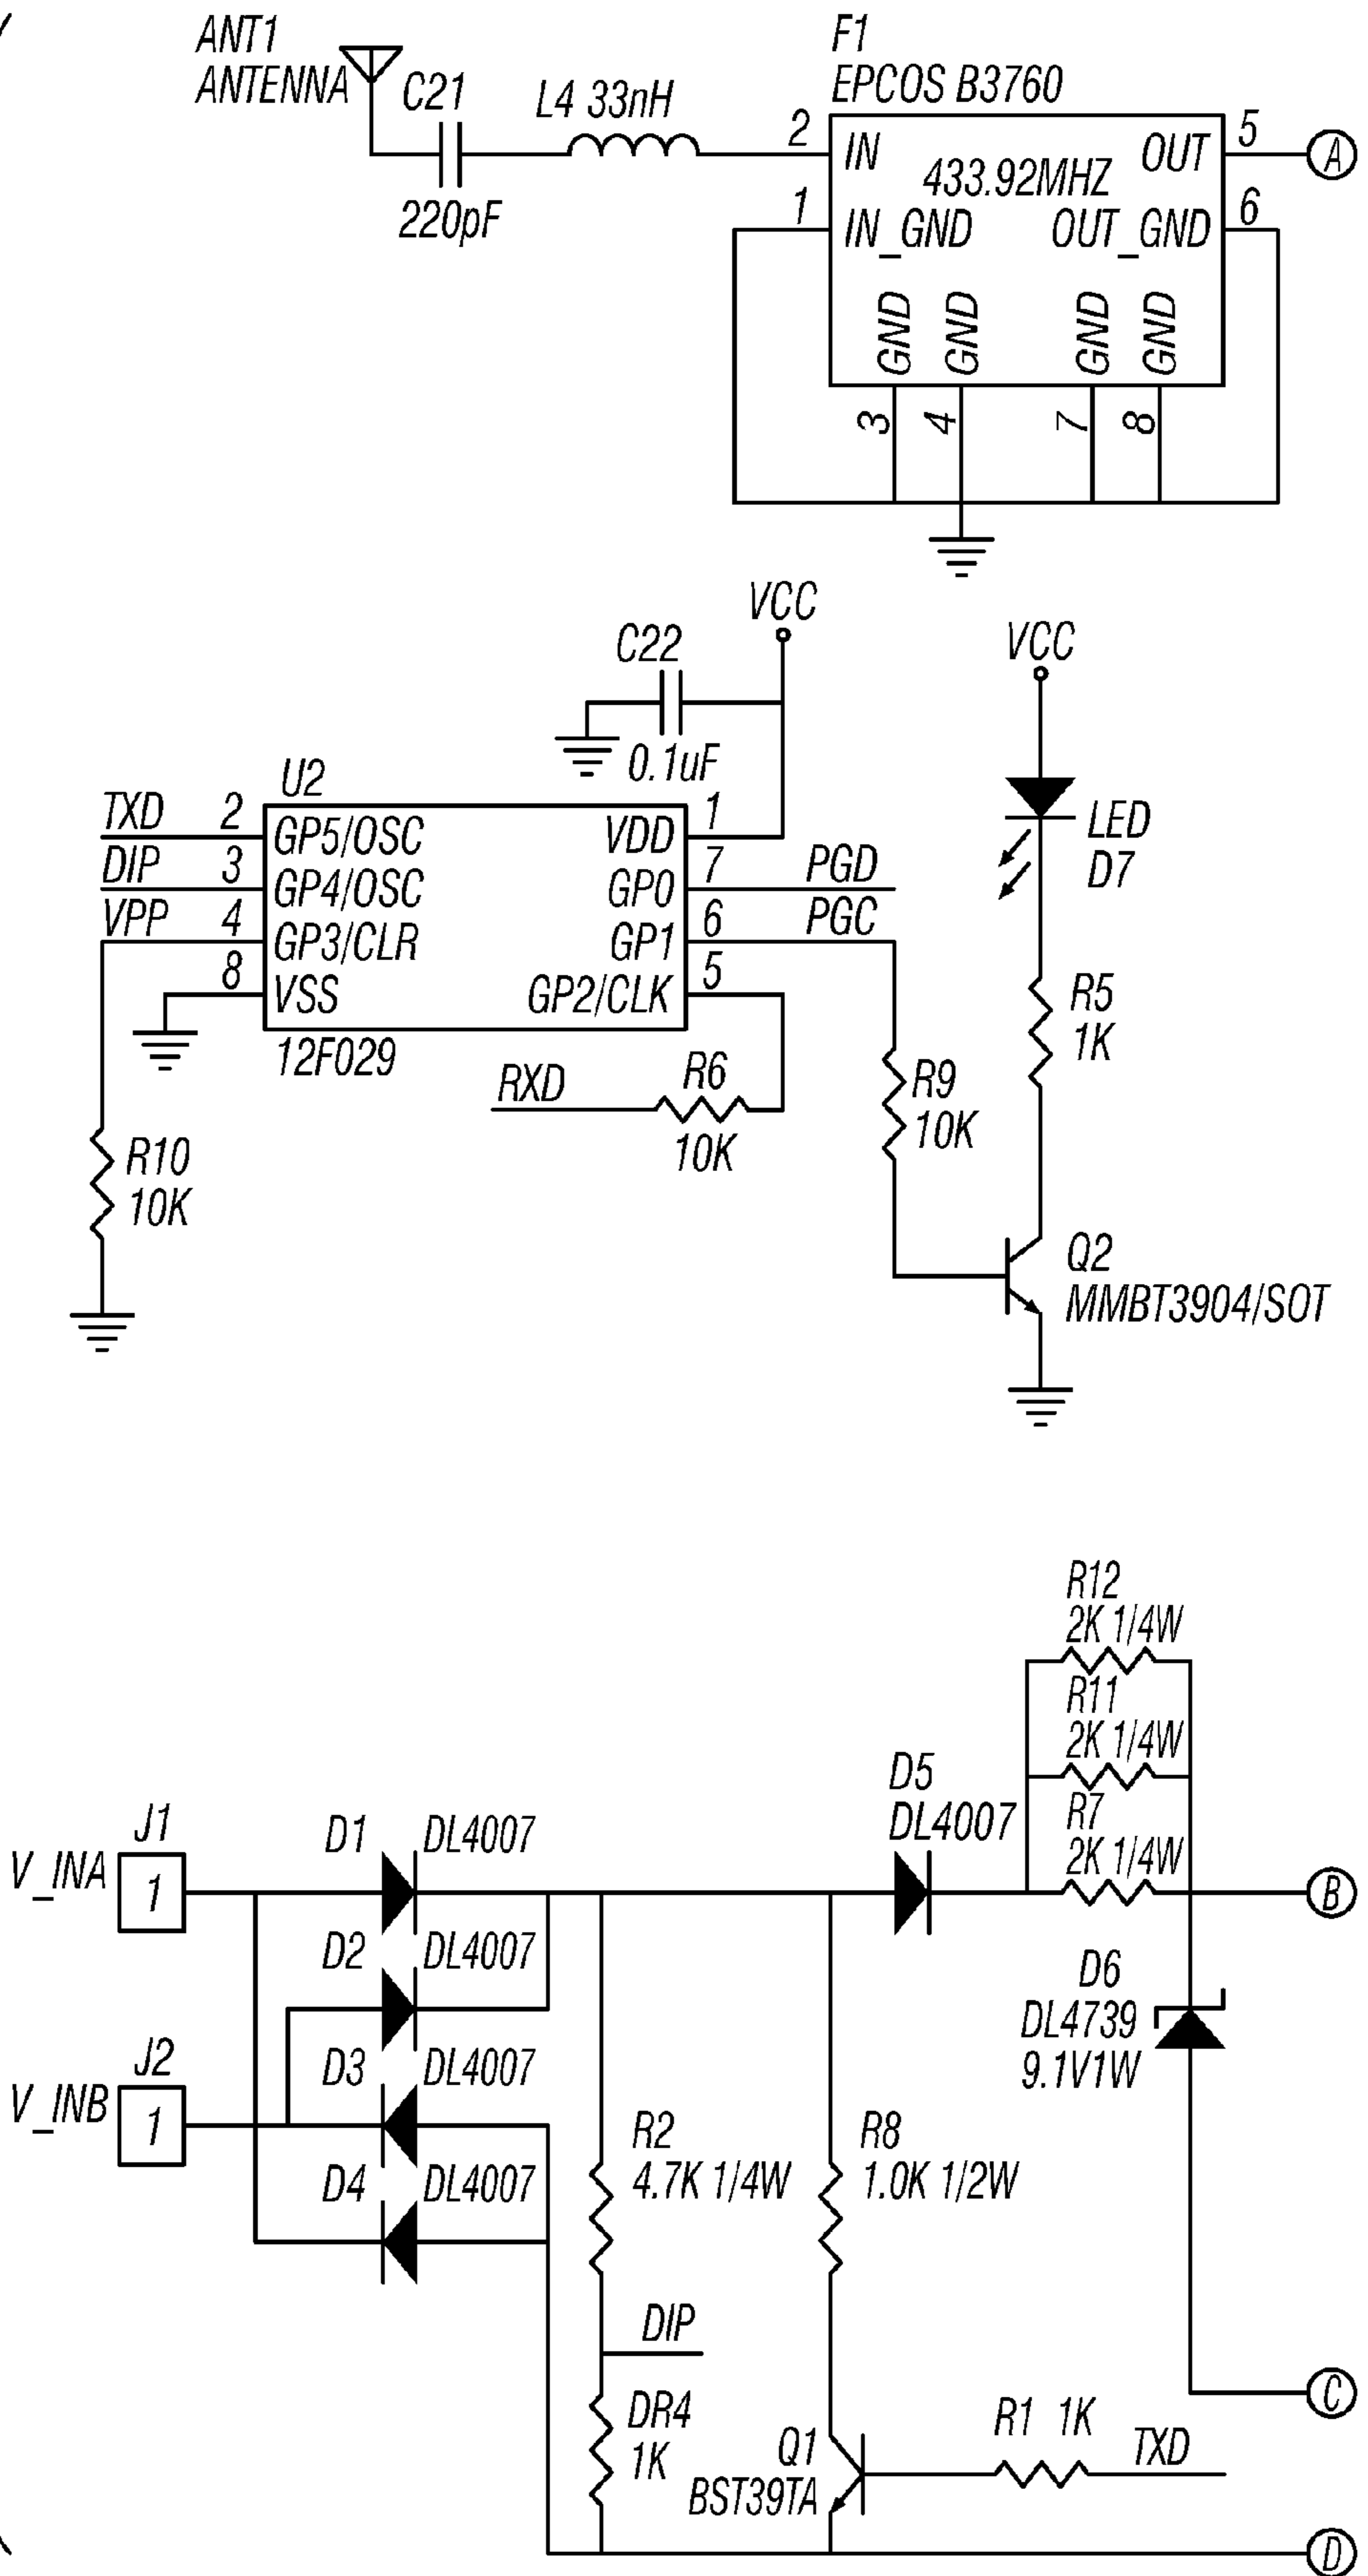 ANT1
ANTENNA
C21
220pF
L4 33nH
F1
EPCOS B3760
2
IN
433.92MHZ
OUT
5
A
1
IN_GND
OUT_GND
6
GND
GND
GND
GND
3
4
7
8
VCC
C22
0.1uF
VCC
LED
D7
U2
TXD
2
GP5/OSC
VDD
1
DIP
3
GP4/OSC
GP0
7
PGD
VPP
4
GP3/CLR
GP1
6
PGC
8
VSS
GP2/CLK
5
12F029
RXD
R6
10K
R9
10K
R5
1K
R10
10K
Q2
MMBT3904/SOT
R12
2K 1/4W
R11
2K 1/4W
R7
2K 1/4W
D5
DL4007
J1
V_INA
1
D1
DL4007
B
D2
DL4007
D6
DL4739
9.1V1W
J2
V_INB
1
D3
DL4007
D4
DL4007
R2
4.7K 1/4W
R8
1.0K 1/2W
DIP
DR4
1K
C
Q1
BST39TA
R1 1K
TXD
D